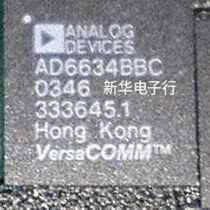 ANALOG
DEVICES
AD6634BBC
0346 新华电子行
333645.1
Hong Kong
VersaCOMM™